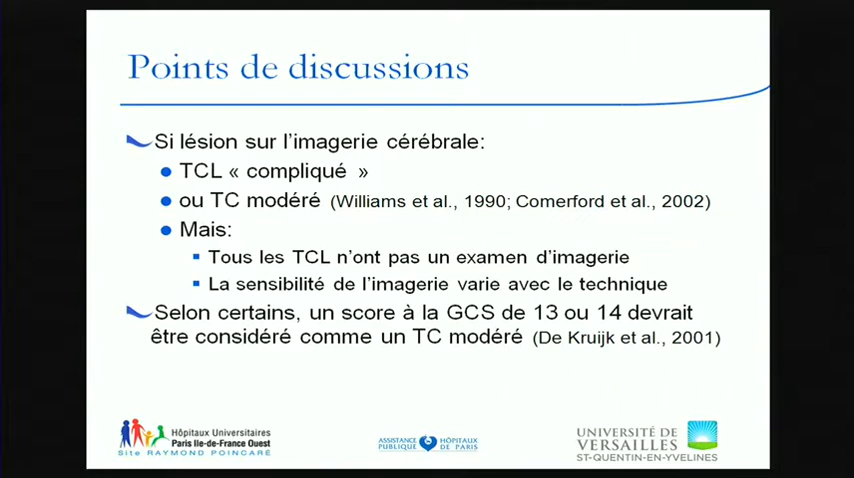 Points de discussions
Si lésion sur l'imagerie cérébrale:
TCL « compliqué »
ou TC modéré (Williams et al., 1990; Comerford et al., 2002)
Mais:
Tous les TCL n'ont pas un examen d'imagerie
La sensibilité de l'imagerie varie avec le technique
Selon certains, un score à la GCS de 13 ou 14 devrait
être considéré comme un TC modéré (De Kruijk et al., 2001)
Hôpitaux Universitaires
Paris Ile-de-France Ouest
Site RAYMOND POINCARÉ
ASSISTANCE PUBLIQUE
HÔPITAUX DE PARIS
UNIVERSITÉ DE
VERSAILLES
ST-QUENTIN-EN-YVELINES